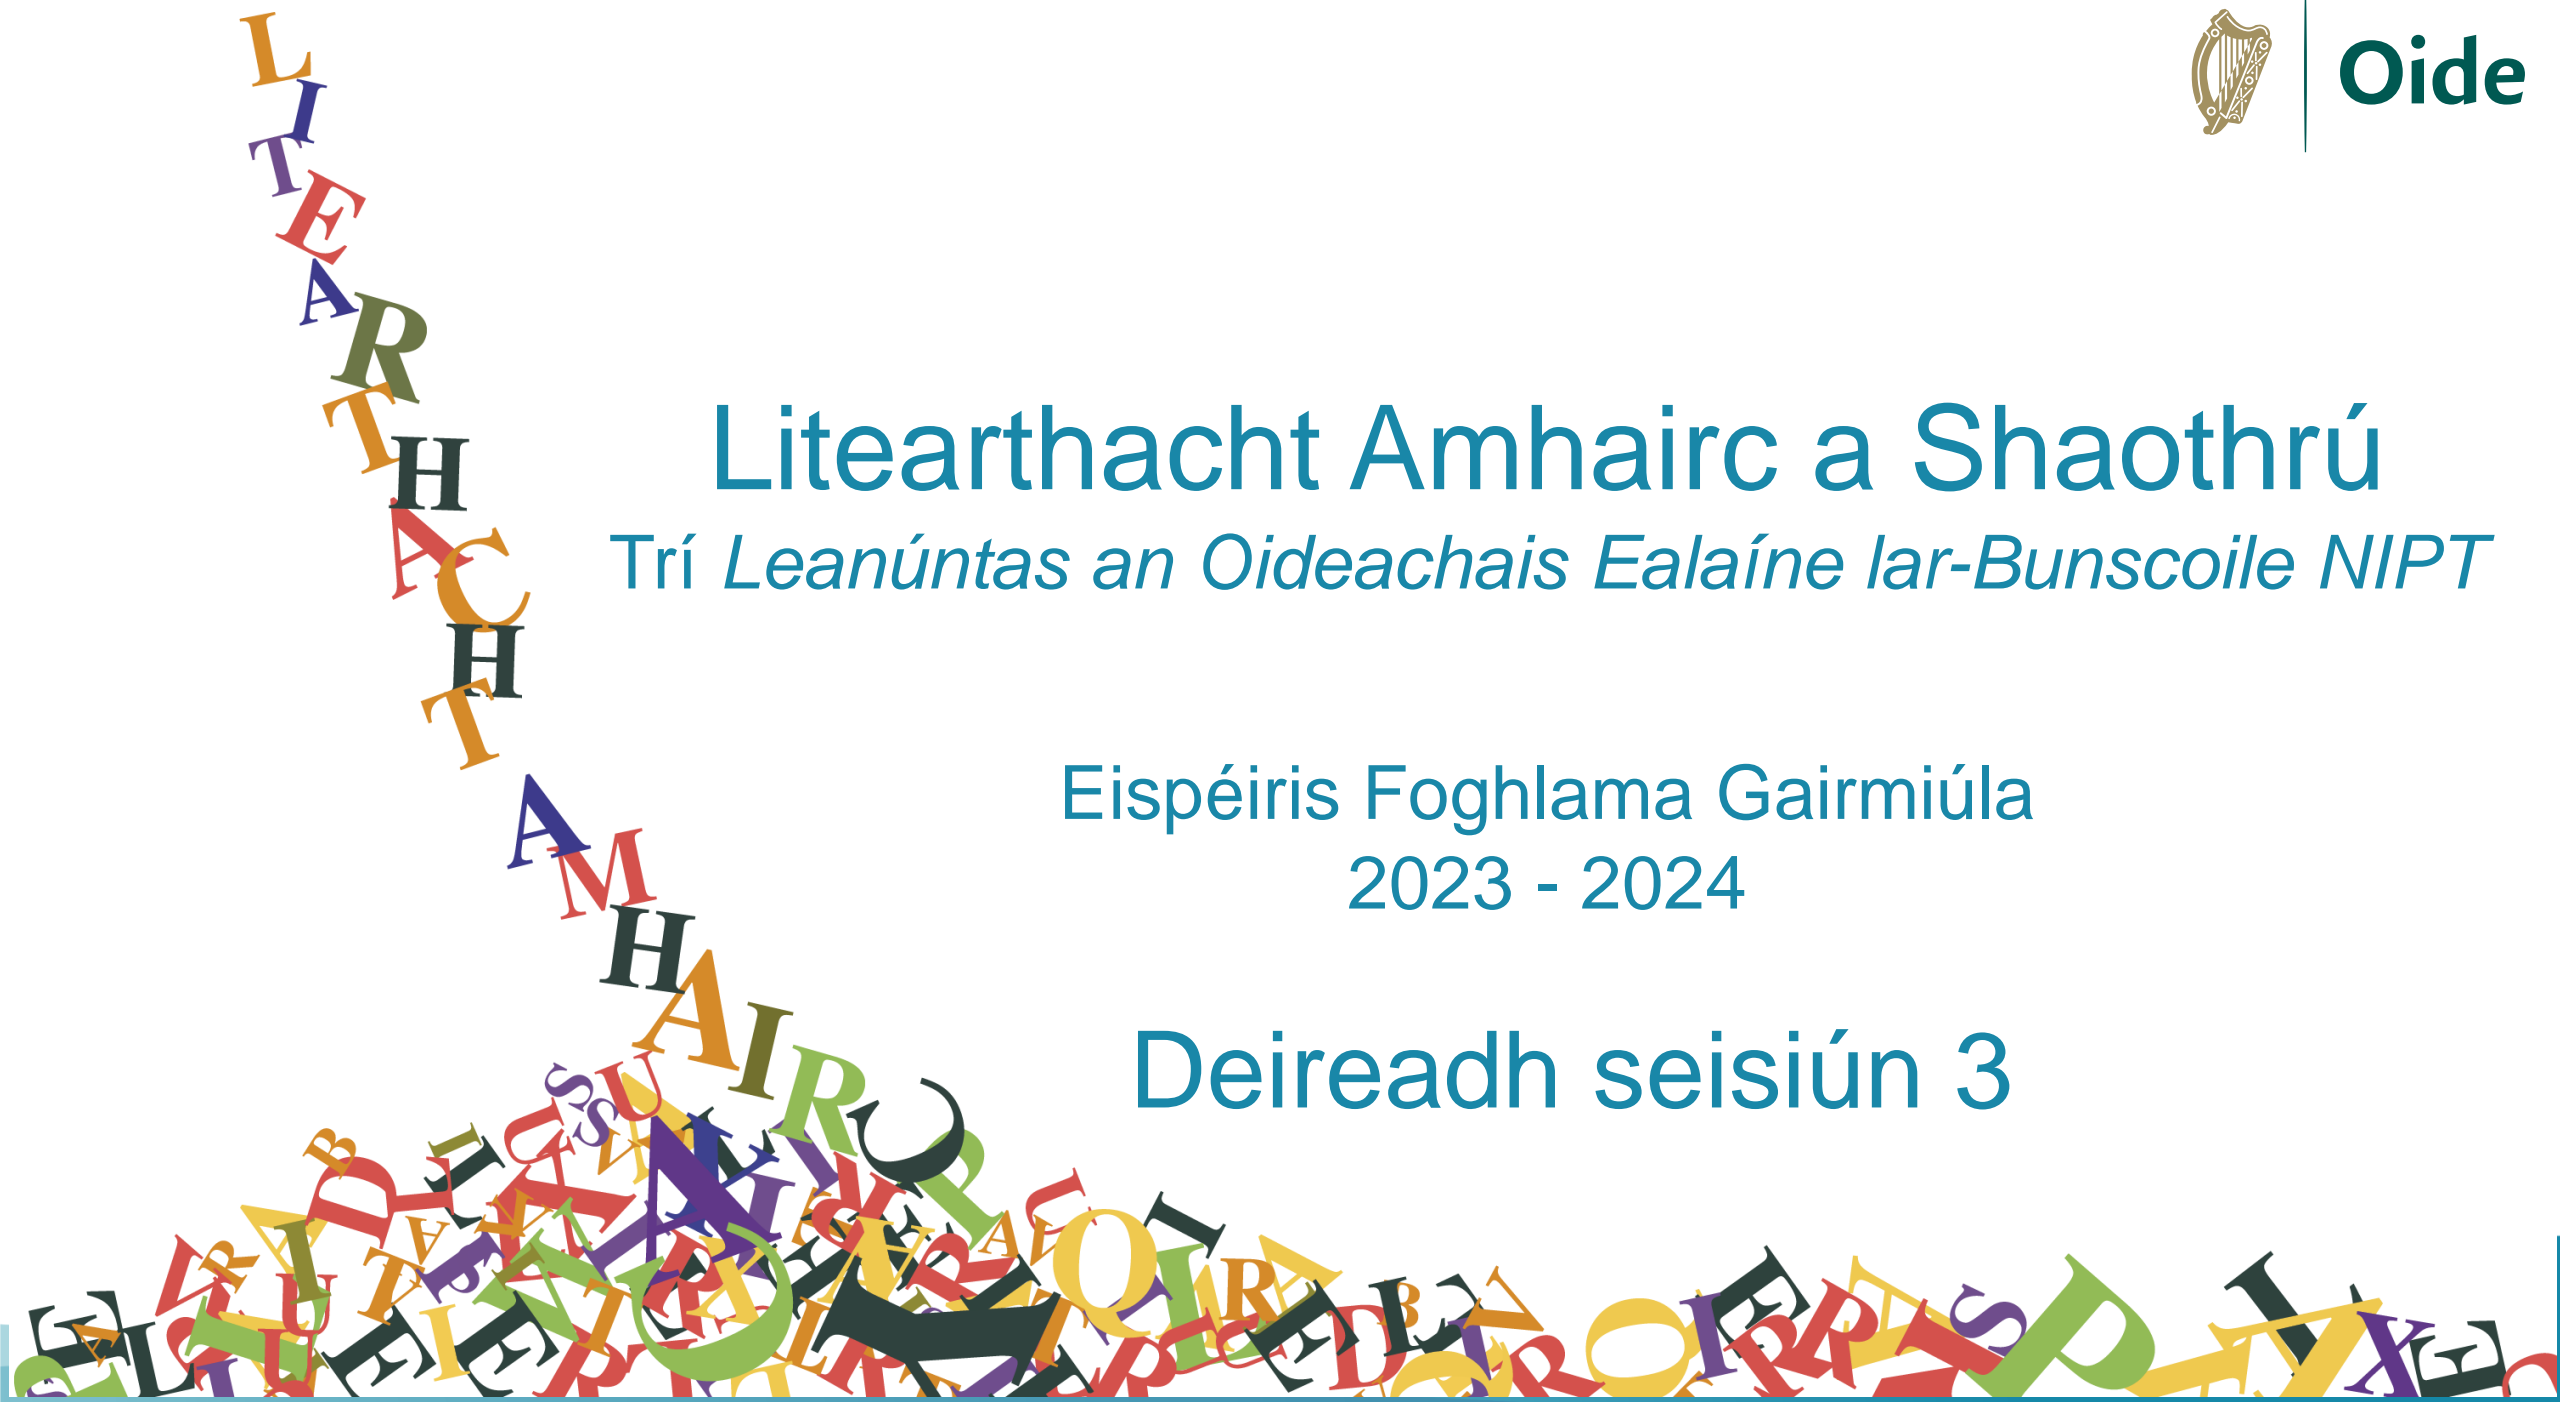 Oide
LITEARTHACHT AMHAIRC
Litearthacht Amhairc a Shaothrú
Trí Leanúntas an Oideachais Ealaíne Iar-Bunscoile NIPT
Eispéiris Foghlama Gairmiúla
2023 - 2024
Deireadh seisiún 3